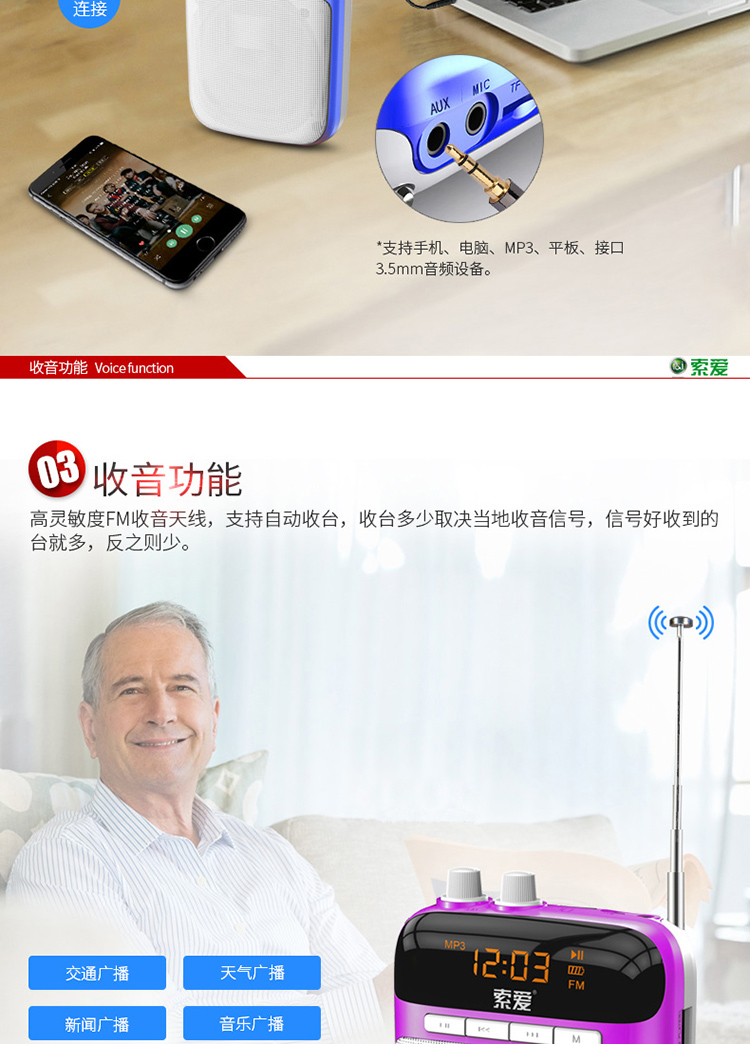 连接
AUX
MIC
TF
*支持手机、电脑、MP3、平板、接口
3.5mm音频设备。
收音功能 Voice function
索爱
03
收音功能
高灵敏度FM收音天线，支持自动收台，收台多少取决当地收音信号，信号好收到的
台就多，反之则少。
MP3
12:03
FM
索爱
M
交通广播
天气广播
新闻广播
音乐广播